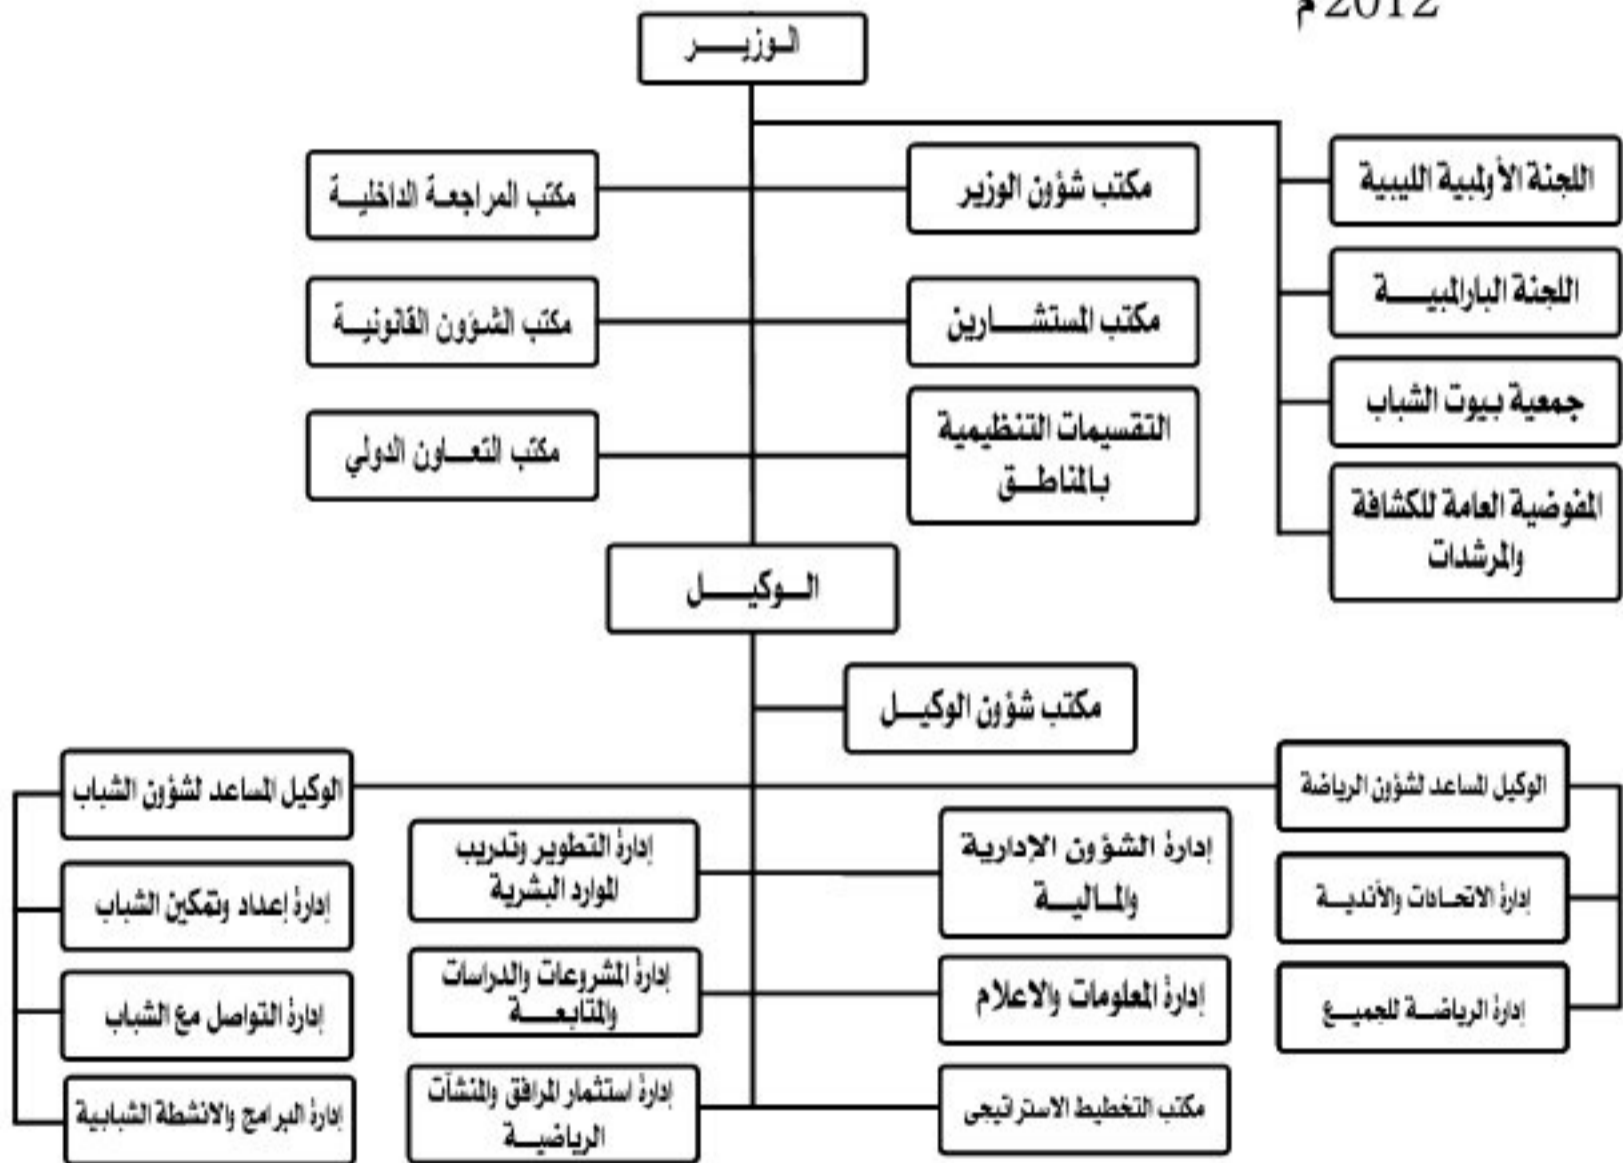 2012م
الوزير
مكتب شؤون الوزير
مكتب المراجعة الداخلية
اللجنة الأولمبية الليبية
مكتب المستشارين
مكتب الشؤون القانونية
اللجنة البارالمبية
التقسيمات التنظيمية
بالمناطق
مكتب التعاون الدولي
جمعية بيوت الشباب
المفوضية العامة للكشافة
والمرشدات
الوكيل
مكتب شؤون الوكيل
الوكيل المساعد لشؤون الرياضة
إدارة الاتحادات والأندية
إدارة الرياضة للجميع
إدارة الشؤون الإدارية
والمالية
إدارة المعلومات والاعلام
مكتب التخطيط الاستراتيجى
إدارة التطوير وتدريب
الموارد البشرية
إدارة المشروعات والدراسات
والمتابعة
إدارة استثمار المرافق والمنشآت
الرياضية
الوكيل المساعد لشؤون الشباب
إدارة إعداد وتمكين الشباب
إدارة التواصل مع الشباب
إدارة البرامج والانشطة الشبابية